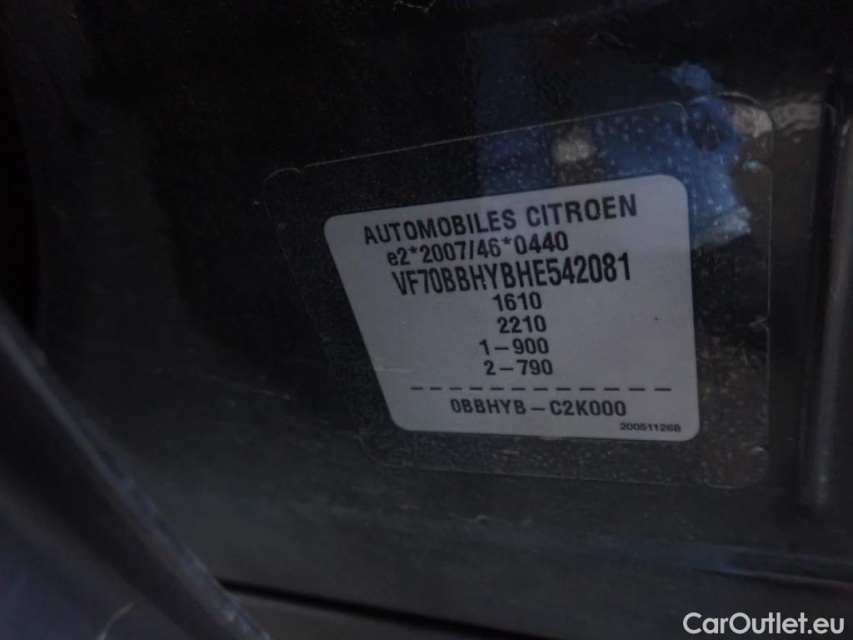 AUTOMOBILES CITROEN
e2*2007/46*0440
VF70BBHYBHE542081
1610
2210
1-900
2-790
0BBHYB-C2K000
200511268
CarOutlet.eu